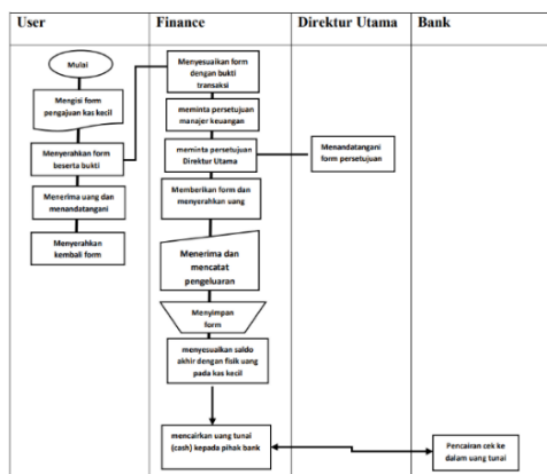 User
Finance
Direktur Utama
Bank
Mulai
Mengisi form
pengajuan kas kecil
Menyerahkan form
beserta bukti
Menerima uang dan
menandatangani
Menyerahkan
kembali form
Menyesuaikan form
dengan bukti
transaksi
meminta persetujuan
manajer keuangan
meminta persetujuan
Direktur Utama
Memberikan form dan
menyerahkan uang
Menerima dan
mencatat
pengeluaran
Menyimpan
form
menyesuaikan saldo
akhir dengan fisik uang
pada kas kecil
mencairkan uang tunai
(cash) kepada pihak bank
Menandatangani
form persetujuan
Pencairan cek ke
dalam uang tunai